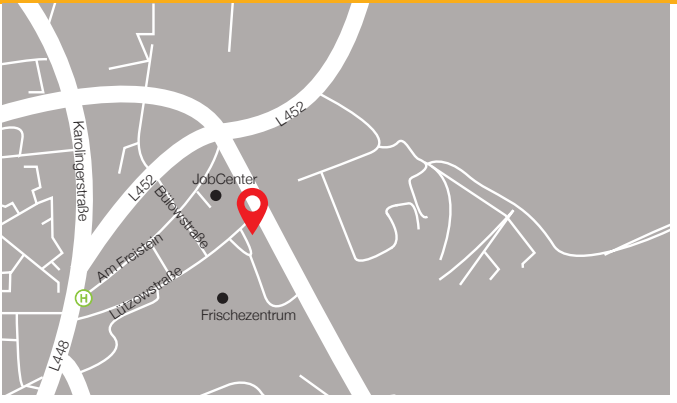 L452
Karolingerstraße
JobCenter
L452
Bülowstraße
Am Freistein
Lützowstraße
H
Frischezentrum
L448